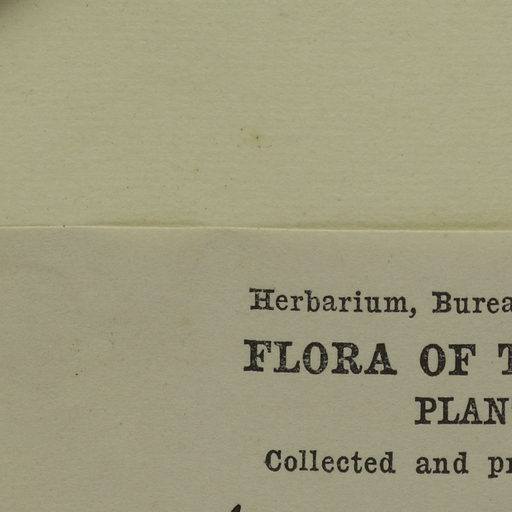 Herbarium, Burea
FLORA OF T
PLAN
Collected and pr